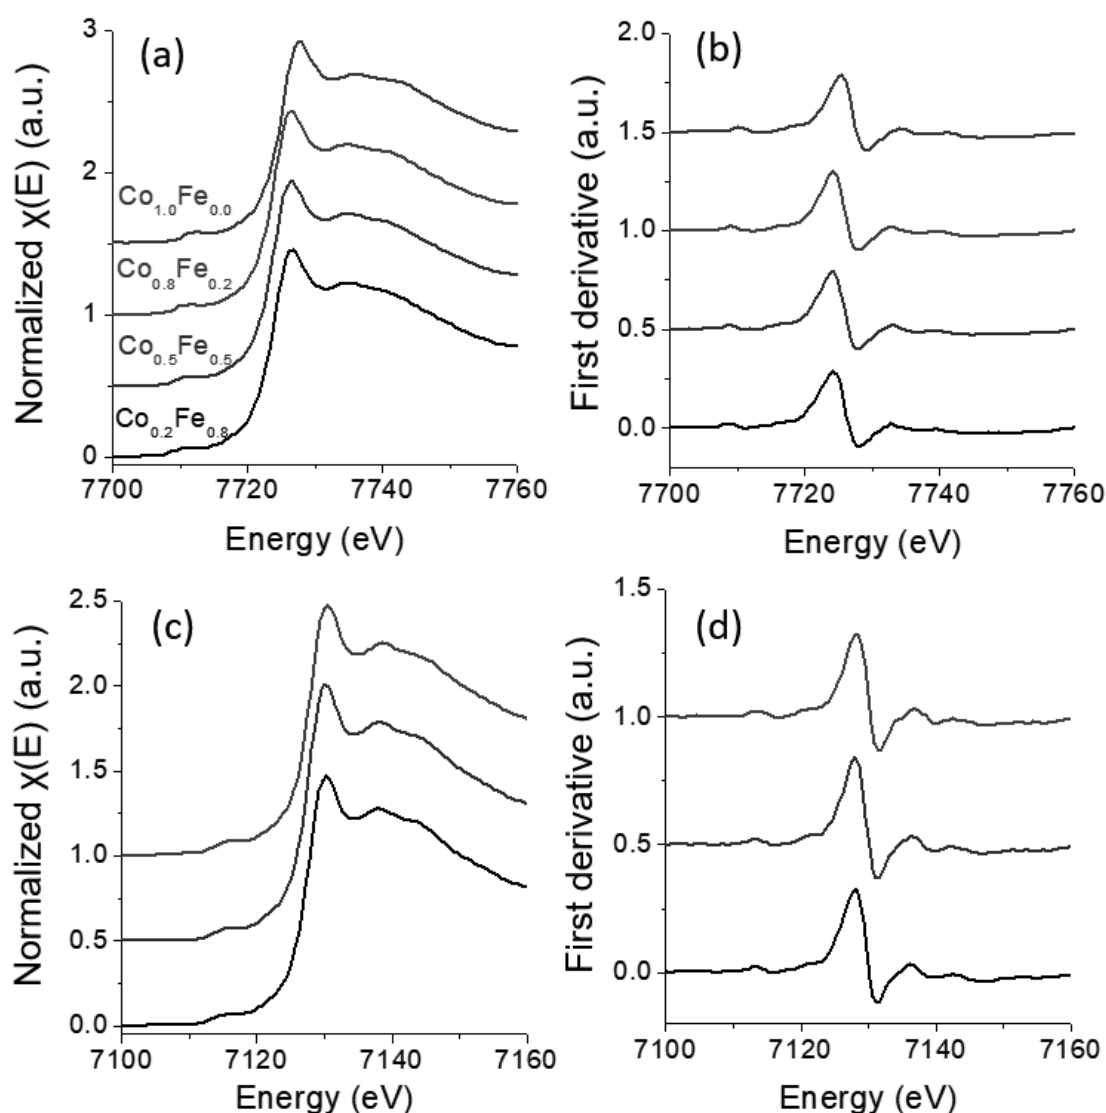 (a)
Normalized χ(E) (a.u.)
3
2
1
0
Co1.0Fe0.0
Co0.8Fe0.2
Co0.5Fe0.5
Co0.2Fe0.8
7700 7720 7740 7760
Energy (eV)
(b)
First derivative (a.u.)
2.0
1.5
1.0
0.5
0.0
7700 7720 7740 7760
Energy (eV)
(c)
Normalized χ(E) (a.u.)
2.5
2.0
1.5
1.0
0.5
0.0
7100 7120 7140 7160
Energy (eV)
(d)
First derivative (a.u.)
1.5
1.0
0.5
0.0
7100 7120 7140 7160
Energy (eV)